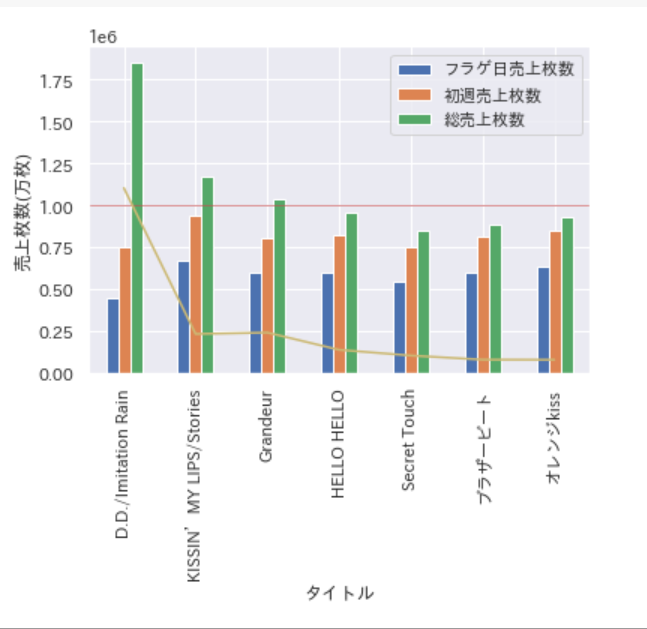 1e6
1.75
1.50
1.25
1.00
0.75
0.50
0.25
0.00
売上枚数(万枚)
フラゲ日売上枚数
初週売上枚数
総売上枚数
D.D./Imitation Rain
KISSIN’ MY LIPS/Stories
Grandeur
HELLO HELLO
Secret Touch
ブラザービート
オレンジkiss
タイトル